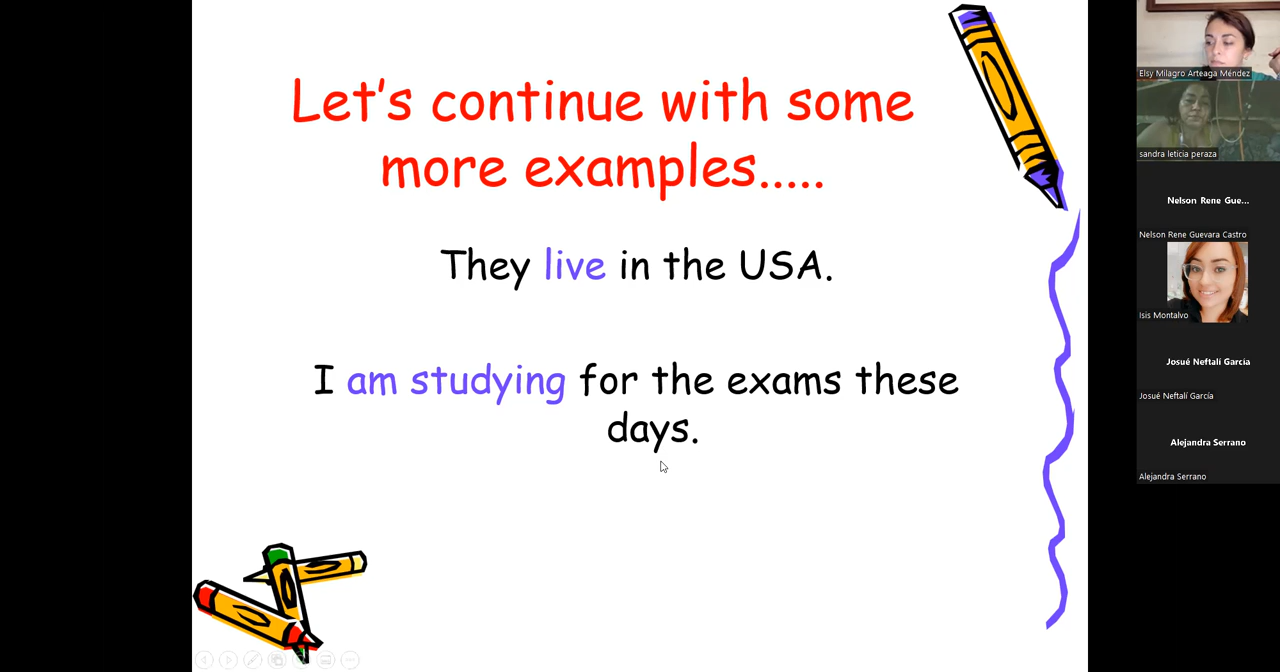 Let's continue with some
more examples.....
They live in the USA.
I am studying for the exams these
days.
Elsy Milagro Arteaga Méndez
sandra leticia peraza
Nelson Rene Gue...
Nelson Rene Guevara Castro
Isis Montalvo
Josué Neftalí García
Josué Neftalí García
Alejandra Serrano
Alejandra Serrano